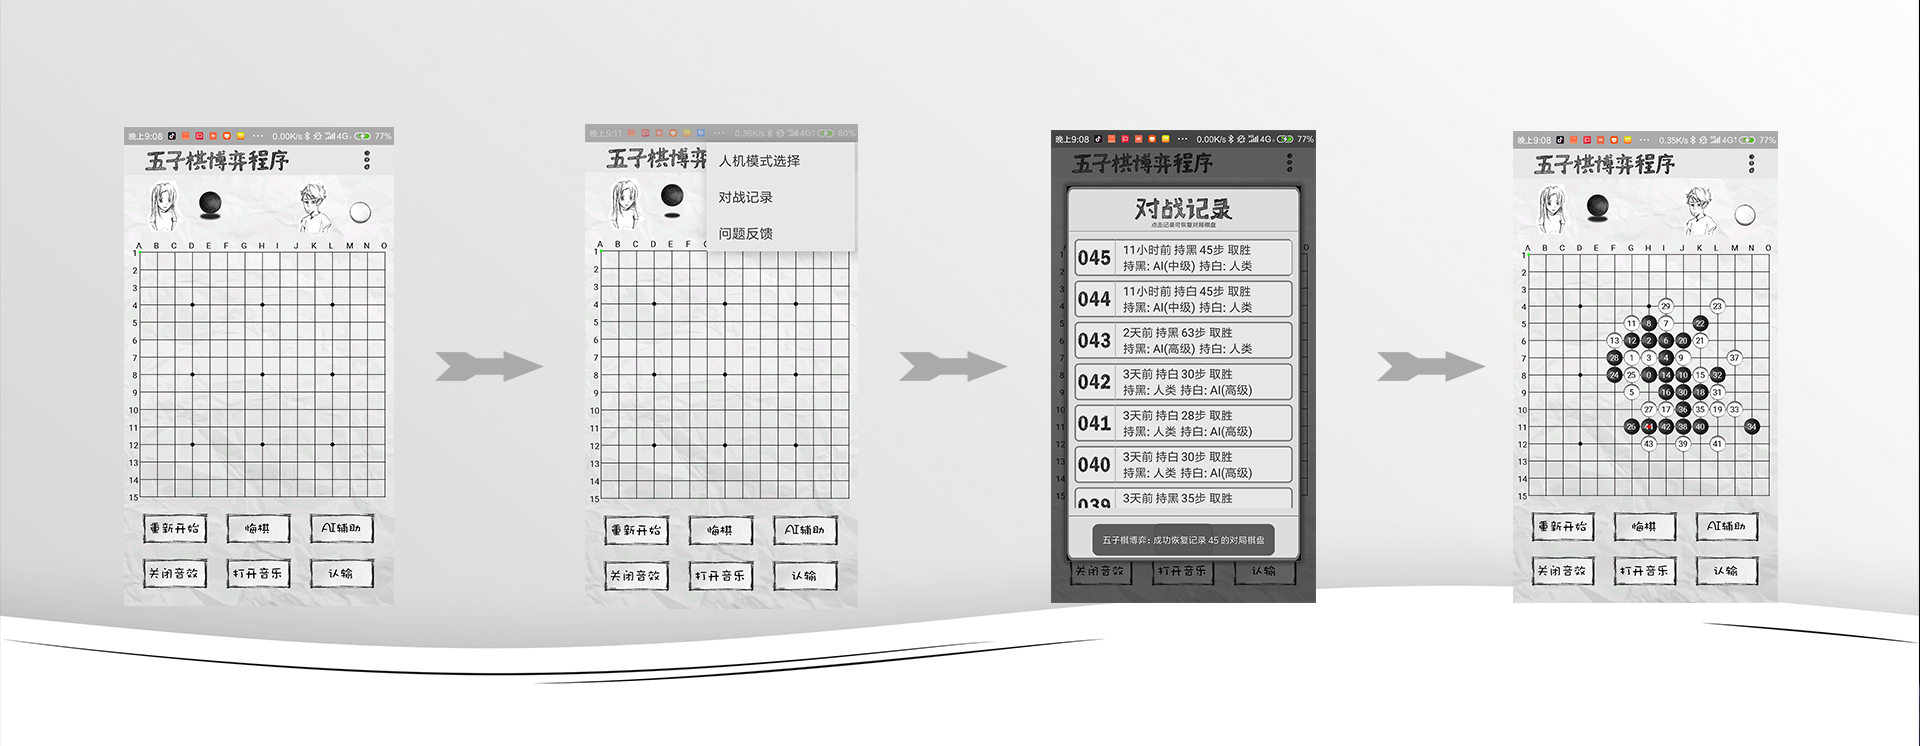 晚上9:08 0.00K/s 4G 77%
五子棋博弈程序
A B C D E F G H I J K L M N O
1
2
3
4
5
6
7
8
9
10
11
12
13
14
15
重新开始 悔棋 AI辅助
关闭音效 打开音乐 认输
晚上9:11 0.36K/s 4G 80%
五子棋博弈
人机模式选择
对战记录
问题反馈
A B C D E F G
1
2
3
4
5
6
7
8
9
10
11
12
13
14
15
重新开始 悔棋 AI辅助
关闭音效 打开音乐 认输
晚上9:08 0.00K/s 4G 77%
五子棋博弈程序
对战记录
点击记录可恢复对局棋盘
045 11小时前 持黑 45步 取胜
持黑: AI(中级) 持白: 人类
044 11小时前 持白 45步 取胜
持黑: AI(中级) 持白: 人类
043 2天前 持黑 63步 取胜
持黑: AI(高级) 持白: 人类
042 3天前 持白 30步 取胜
持黑: 人类 持白: AI(高级)
041 3天前 持白 28步 取胜
持黑: 人类 持白: AI(高级)
040 3天前 持白 30步 取胜
持黑: 人类 持白: AI(高级)
039 3天前 持黑 35步 取胜
五子棋博弈：成功恢复记录 45 的对局棋盘
关闭音效 打开音乐 认输
晚上9:08 0.35K/s 4G 77%
五子棋博弈程序
A B C D E F G H I J K L M N O
1
2
3
4 29 23
5 11 8 7 22
6 13 12 2 6 20 21
7 28 1 3 4 9 37
8 24 25 0 14 10 15 32
9 5 16 30 18 31
10 27 17 36 35 19 33
11 26 44 42 38 40 34
12 43 39 41
13
14
15
重新开始 悔棋 AI辅助
关闭音效 打开音乐 认输